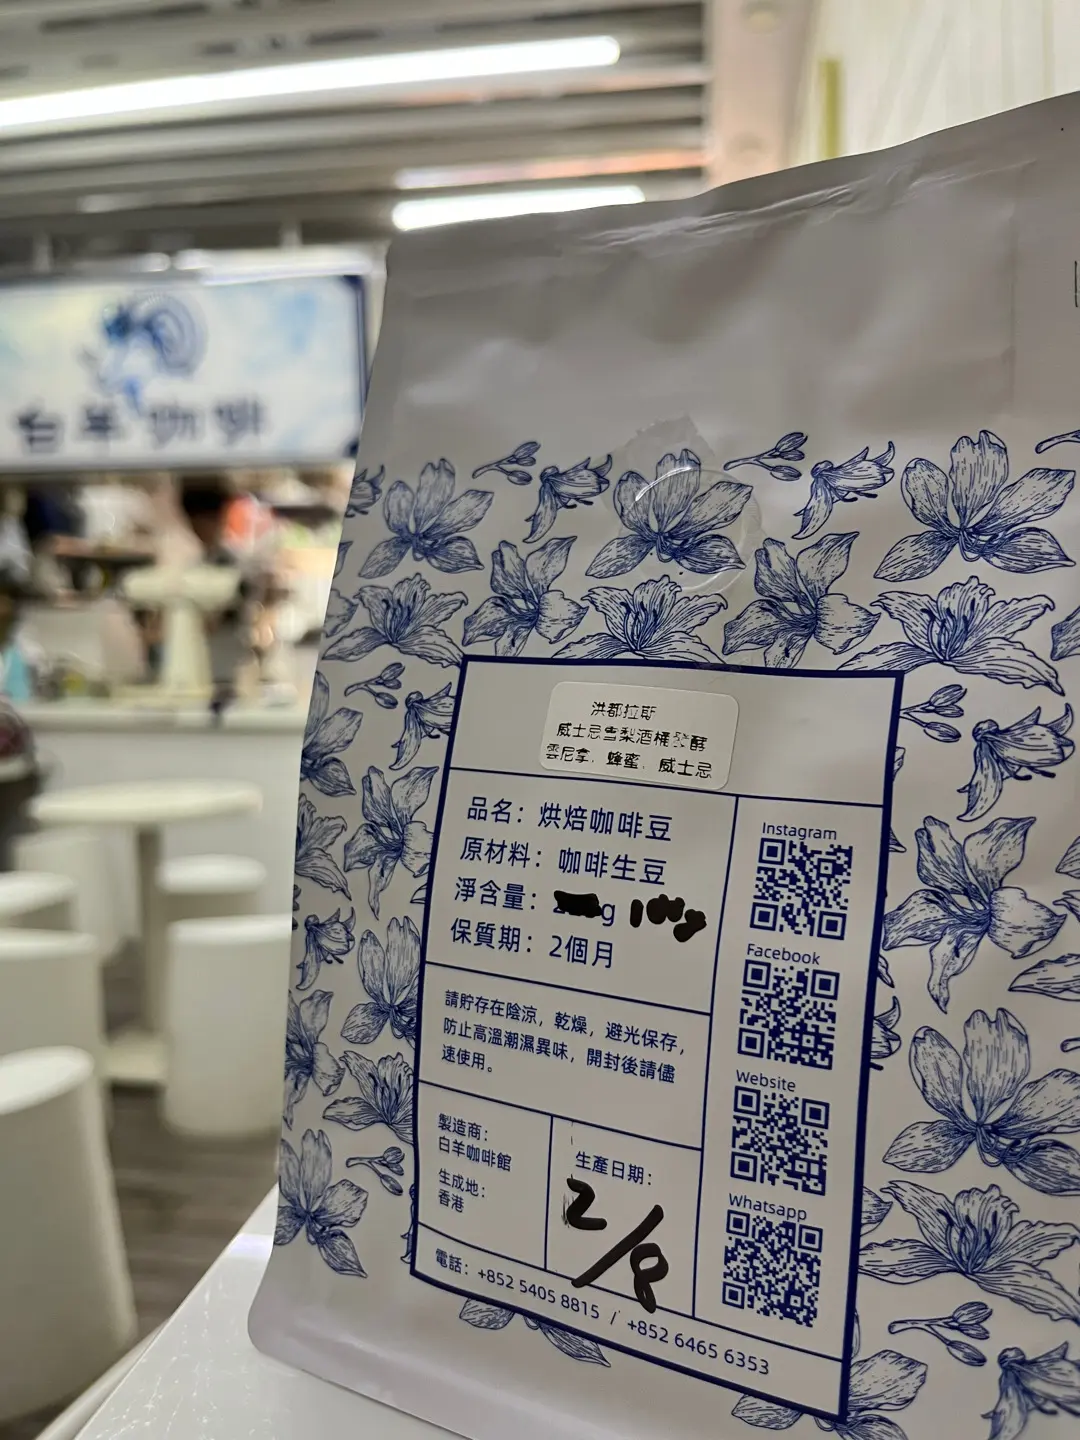 白羊咖啡
洪都拉斯
威士忌雪梨酒桶發酵
雲尼拿、蜂蜜、威士忌
品名：烘焙咖啡豆
原材料：咖啡生豆
淨含量：g 100g
保質期：2個月
請貯存在陰涼，乾燥，避光保存，
防止高溫潮濕異味，開封後請儘
速使用。
製造商：
白羊咖啡館
生成地：
香港
生產日期：
2/8
電話：+852 5405 8815 / +852 6465 6353
Instagram
Facebook
Website
Whatsapp